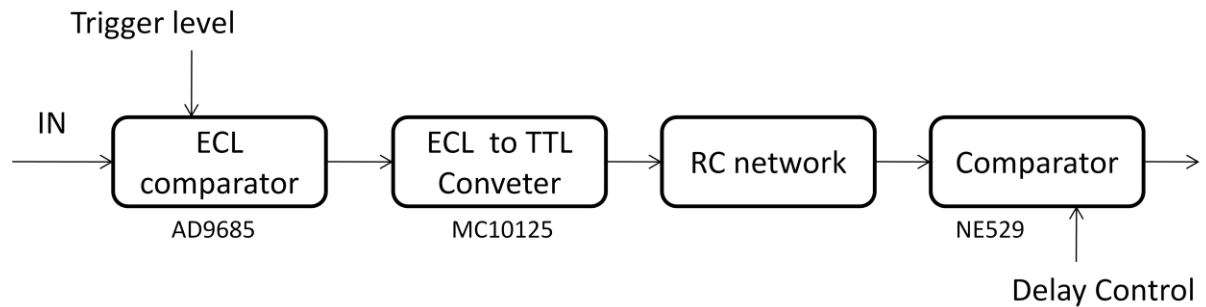 Trigger level
IN
ECL
comparator
AD9685
ECL to TTL
Conveter
MC10125
RC network
Comparator
NE529
Delay Control